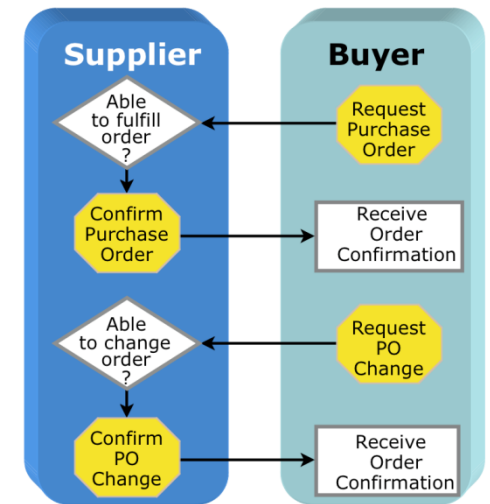 Supplier
Buyer
Able
to fulfill
order
?
Request
Purchase
Order
Confirm
Purchase
Order
Receive
Order
Confirmation
Able
to change
order
?
Request
PO
Change
Confirm
PO
Change
Receive
Order
Confirmation